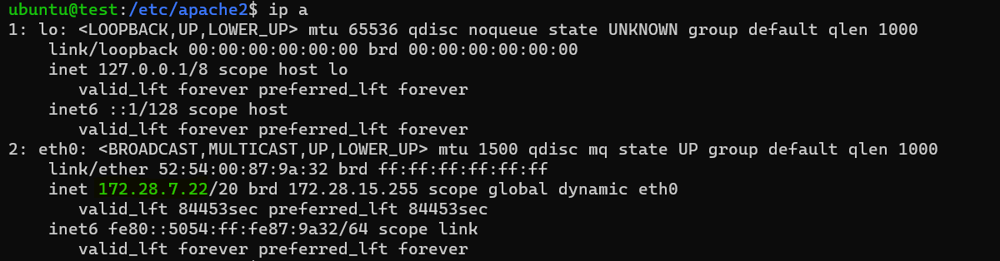 ubuntu@test:/etc/apache2$ ip a
1: lo: <LOOPBACK,UP,LOWER_UP> mtu 65536 qdisc noqueue state UNKNOWN group default qlen 1000
    link/loopback 00:00:00:00:00:00 brd 00:00:00:00:00:00
    inet 127.0.0.1/8 scope host lo
       valid_lft forever preferred_lft forever
    inet6 ::1/128 scope host
       valid_lft forever preferred_lft forever
2: eth0: <BROADCAST,MULTICAST,UP,LOWER_UP> mtu 1500 qdisc mq state UP group default qlen 1000
    link/ether 52:54:00:87:9a:32 brd ff:ff:ff:ff:ff:ff
    inet 172.28.7.22/20 brd 172.28.15.255 scope global dynamic eth0
       valid_lft 84453sec preferred_lft 84453sec
    inet6 fe80::5054:ff:fe87:9a32/64 scope link
       valid_lft forever preferred_lft forever